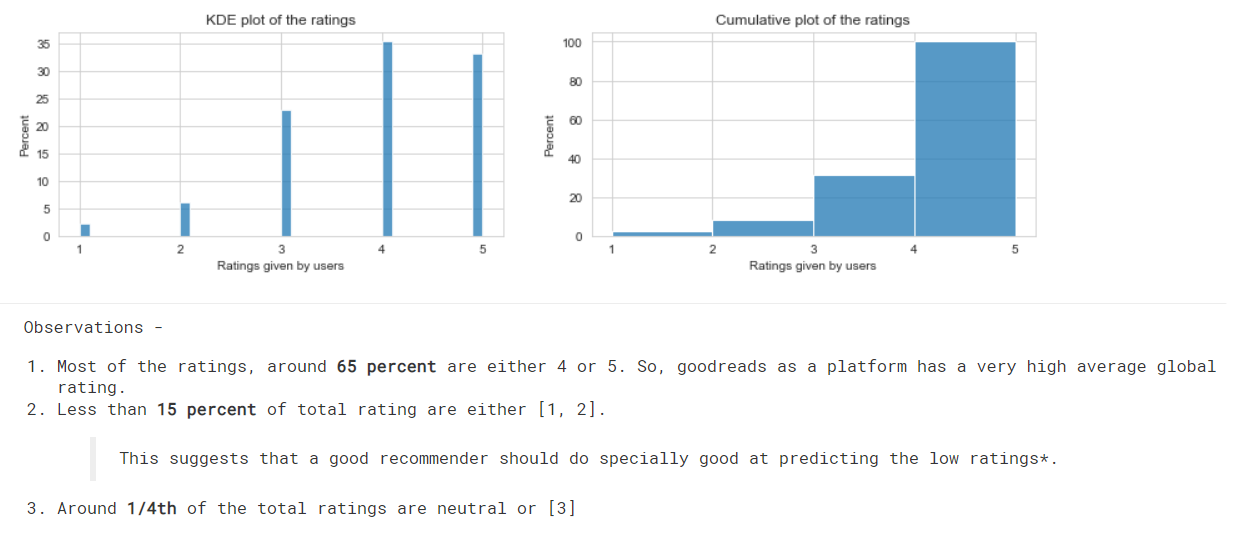 KDE plot of the ratings
35
30
25
20
15
10
5
0
Percent
1 2 3 4 5
Ratings given by users
Cumulative plot of the ratings
100
80
60
40
20
0
Percent
1 2 3 4 5
Ratings given by users
Observations -
1. Most of the ratings, around 65 percent are either 4 or 5. So, goodreads as a platform has a very high average global
rating.
2. Less than 15 percent of total rating are either [1, 2].
This suggests that a good recommender should do specially good at predicting the low ratings*.
3. Around 1/4th of the total ratings are neutral or [3]